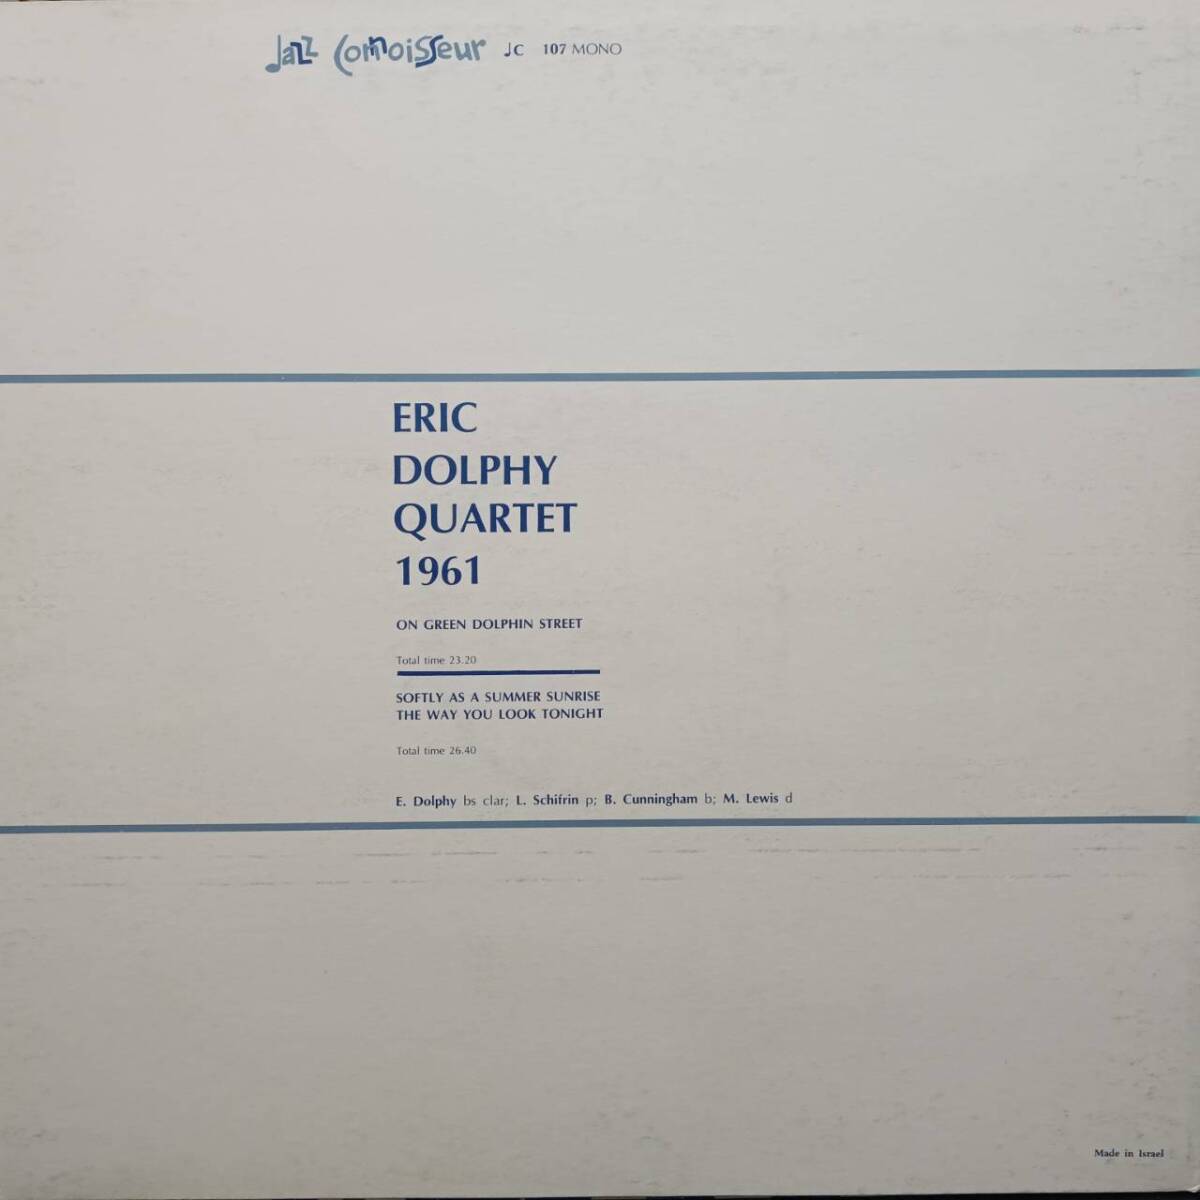 Jazz Connoisseur JC 107 MONO
ERIC
DOLPHY
QUARTET
1961
ON GREEN DOLPHIN STREET
Total time 23.20
SOFTLY AS A SUMMER SUNRISE
THE WAY YOU LOOK TONIGHT
Total time 26.40
E. Dolphy bs clar; L. Schifrin p; B. Cunningham b; M. Lewis d
Made in Israel